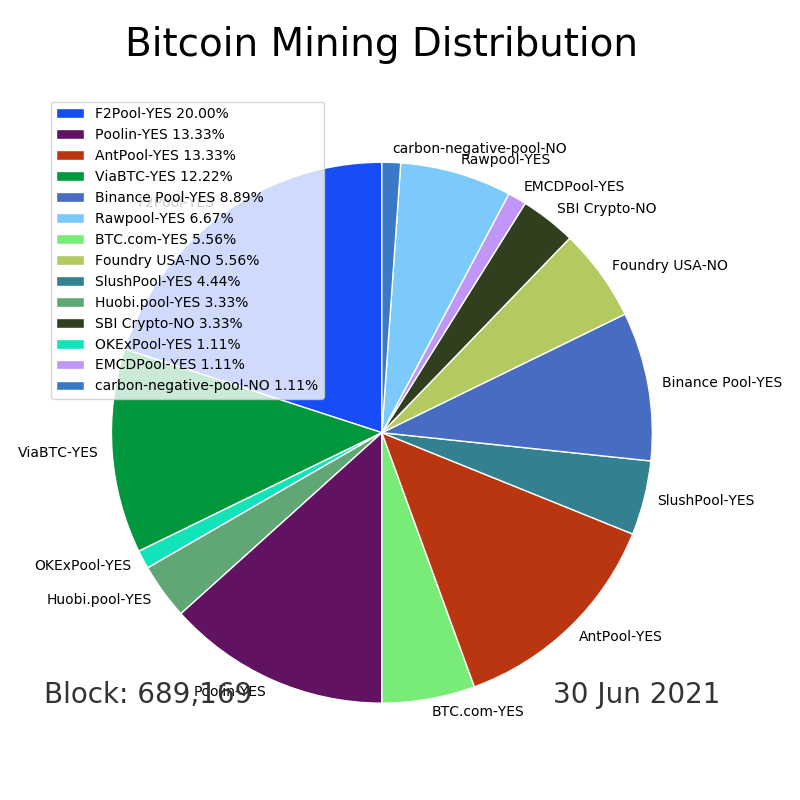 Bitcoin Mining Distribution
F2Pool-YES 20.00%
Poolin-YES 13.33%
AntPool-YES 13.33%
ViaBTC-YES 12.22%
Binance Pool-YES 8.89%
Rawpool-YES 6.67%
BTC.com-YES 5.56%
Foundry USA-NO 5.56%
SlushPool-YES 4.44%
Huobi.pool-YES 3.33%
SBI Crypto-NO 3.33%
OKExPool-YES 1.11%
EMCDPool-YES 1.11%
carbon-negative-pool-NO 1.11%
carbon-negative-pool-NO
Rawpool-YES
EMCDPool-YES
F2Pool-YES
SBI Crypto-NO
Foundry USA-NO
Binance Pool-YES
ViaBTC-YES
SlushPool-YES
OKExPool-YES
Huobi.pool-YES
AntPool-YES
Poolin-YES
BTC.com-YES
Block: 689,169
30 Jun 2021